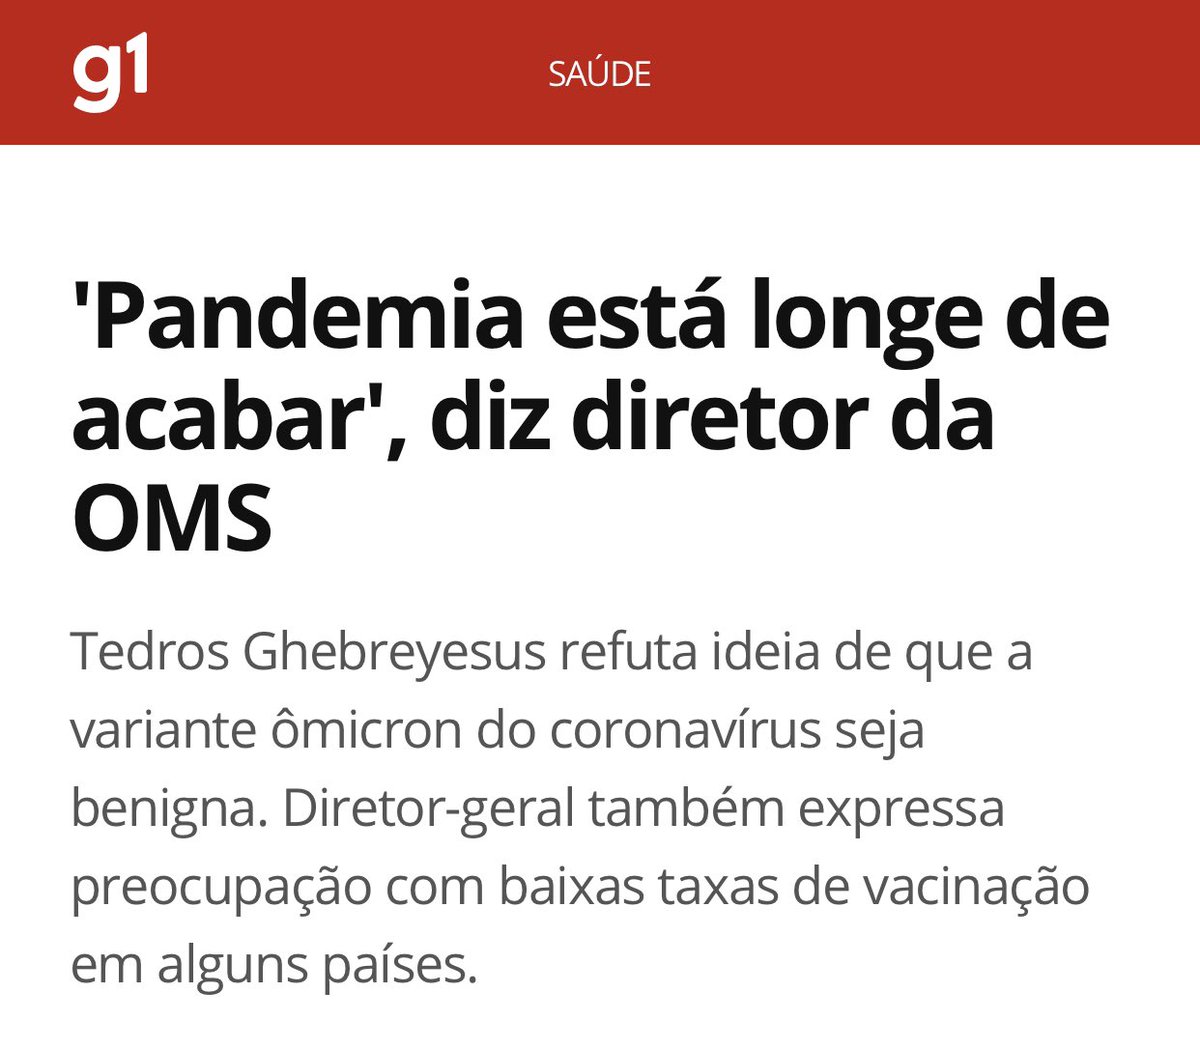 g1
SAÚDE
'Pandemia está longe de
acabar', diz diretor da
OMS
Tedros Ghebreyesus refuta ideia de que a
variante ômicron do coronavírus seja
benigna. Diretor-geral também expressa
preocupação com baixas taxas de vacinação
em alguns países.